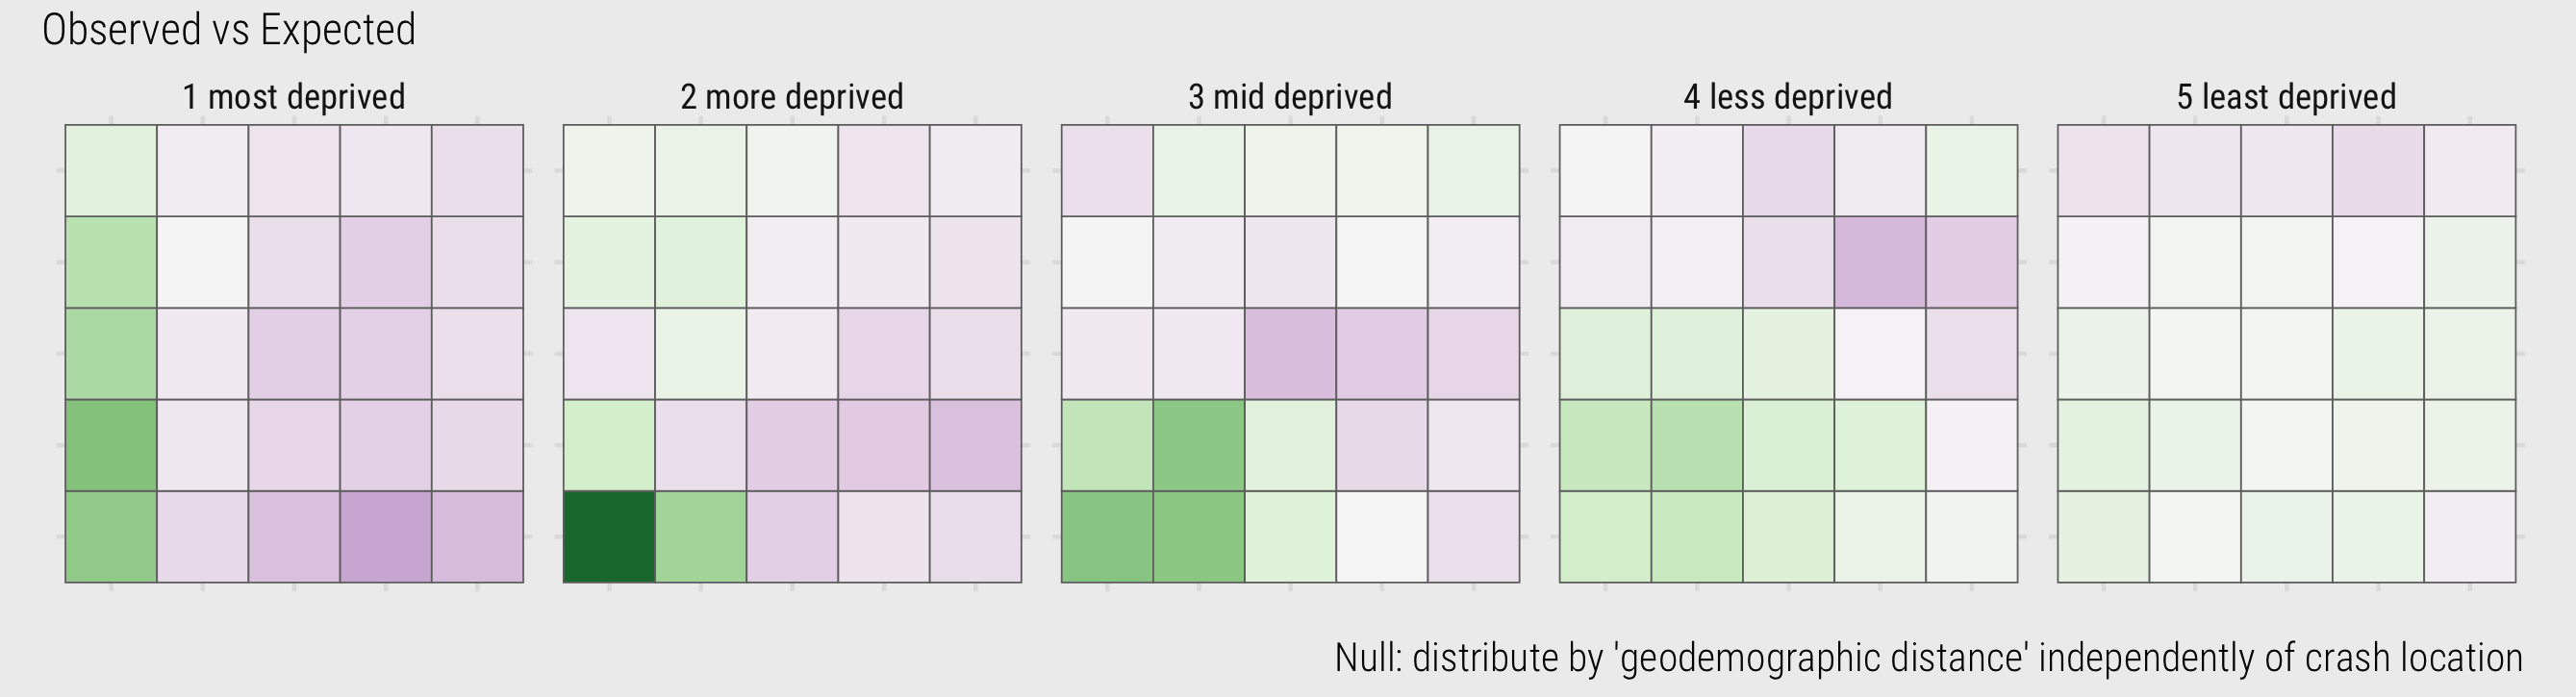 Observed vs Expected
1 most deprived
2 more deprived
3 mid deprived
4 less deprived
5 least deprived
Null: distribute by 'geodemographic distance' independently of crash location